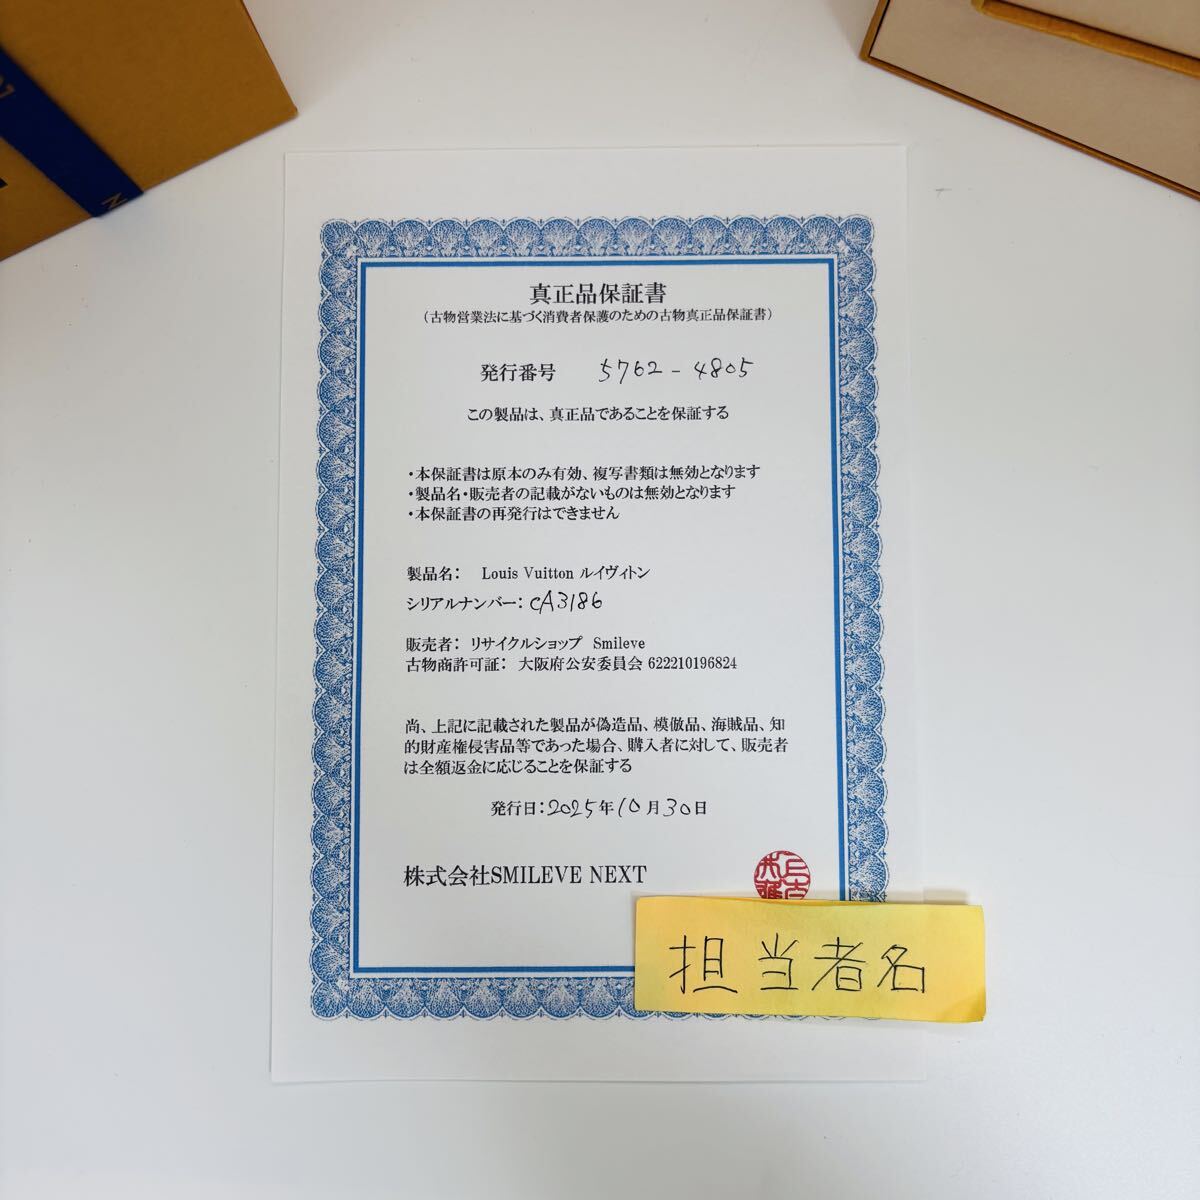 真正品保証書
（古物営業法に基づく消費者保護のための古物真正品保証書）
発行番号 5762-4805
この製品は、真正品であることを保証する
・本保証書は原本のみ有効、複写書類は無効となります
・製品名・販売者の記載がないものは無効となります
・本保証書の再発行はできません
製品名： Louis Vuitton ルイヴィトン
シリアルナンバー：CA3186
販売者： リサイクルショップ Smileve
古物商許可証： 大阪府公安委員会 622210196824
尚、上記に記載された製品が偽造品、模倣品、海賊品、知
的財産権侵害品等であった場合、購入者に対して、販売者
は全額返金に応じることを保証する
発行日：2025年10月30日
株式会社SMILEVE NEXT
担当者名